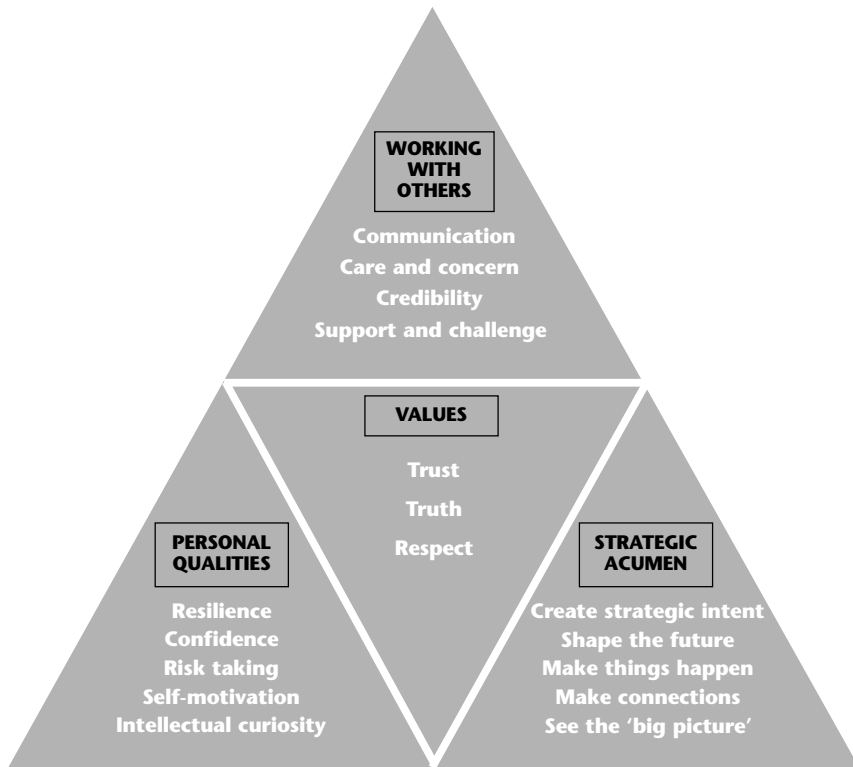 WORKING
WITH
OTHERS
Communication
Care and concern
Credibility
Support and challenge
VALUES
Trust
Truth
Respect
PERSONAL
QUALITIES
Resilience
Confidence
Risk taking
Self-motivation
Intellectual curiosity
STRATEGIC
ACUMEN
Create strategic intent
Shape the future
Make things happen
Make connections
See the ‘big picture’